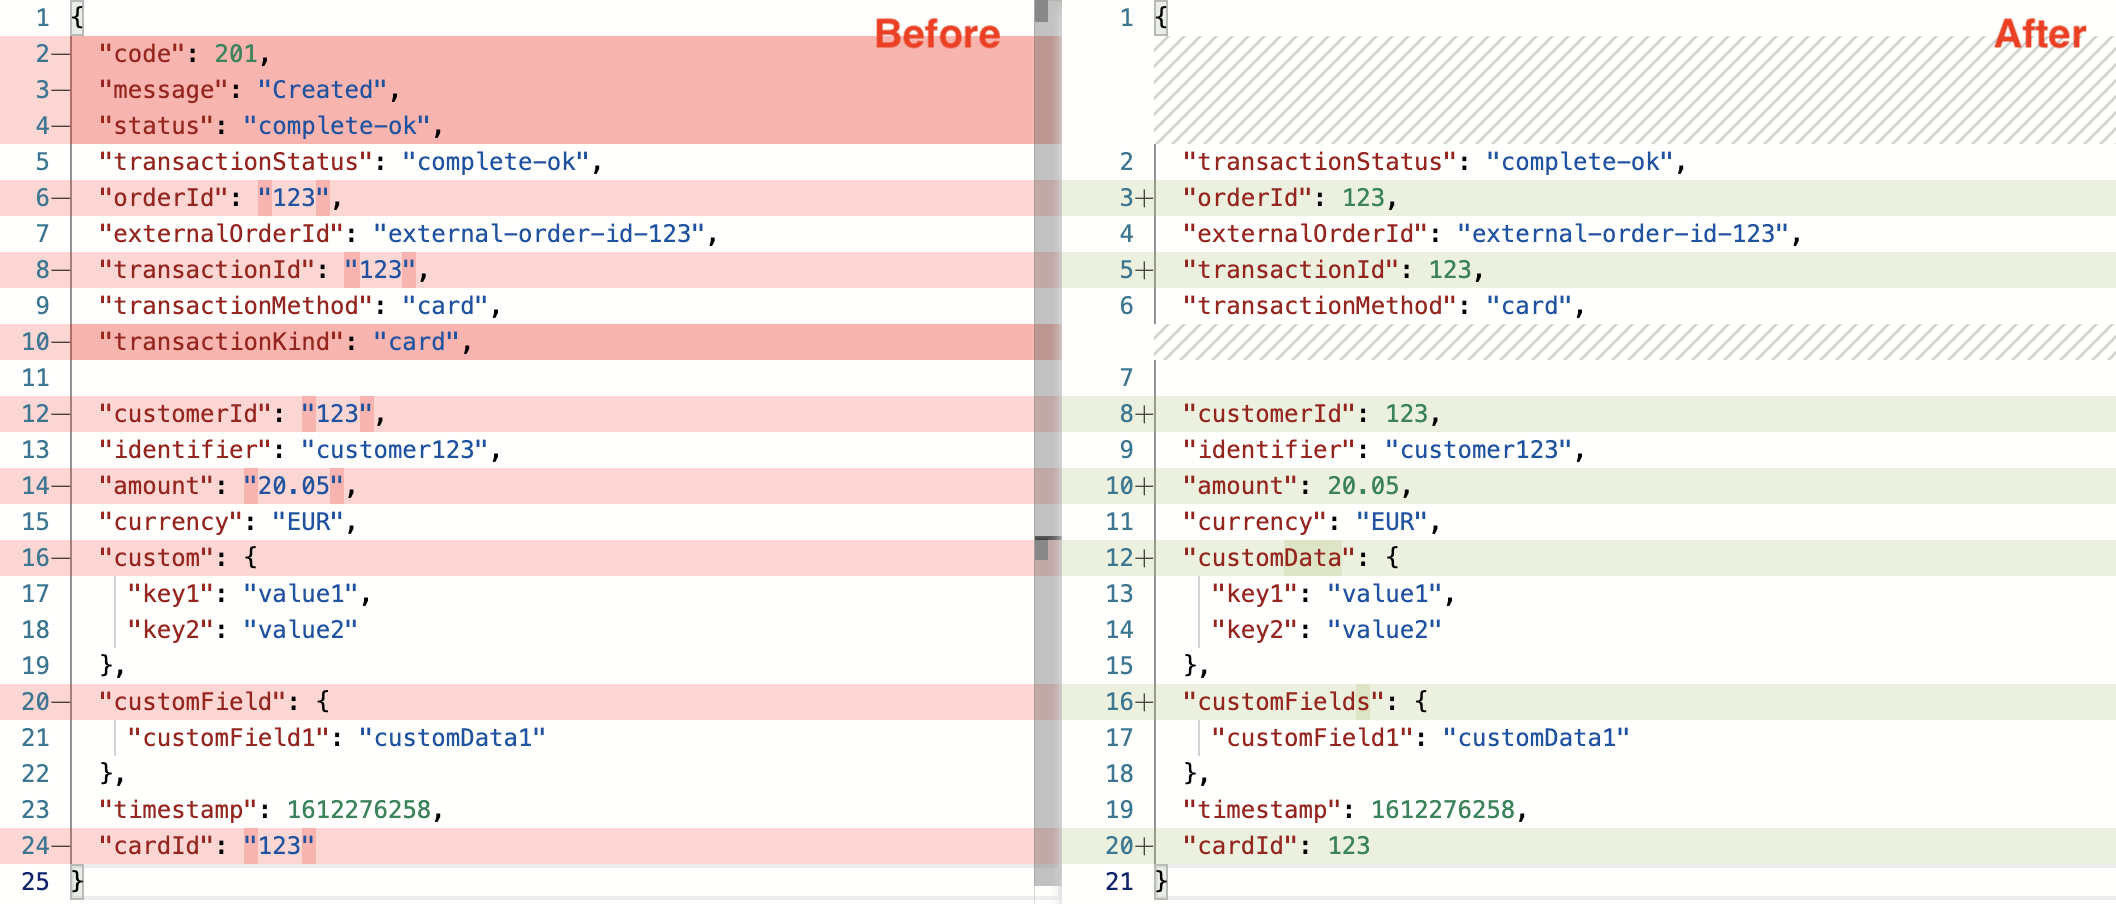 Before
1 {
2— "code": 201,
3— "message": "Created",
4— "status": "complete-ok",
5 "transactionStatus": "complete-ok",
6— "orderId": "123",
7 "externalOrderId": "external-order-id-123",
8— "transactionId": "123",
9 "transactionMethod": "card",
10— "transactionKind": "card",
11
12— "customerId": "123",
13 "identifier": "customer123",
14— "amount": "20.05",
15 "currency": "EUR",
16— "custom": {
17 "key1": "value1",
18 "key2": "value2"
19 },
20— "customField": {
21 "customField1": "customData1"
22 },
23 "timestamp": 1612276258,
24— "cardId": "123"
25 }
After
1 {
2 "transactionStatus": "complete-ok",
3+ "orderId": 123,
4 "externalOrderId": "external-order-id-123",
5+ "transactionId": 123,
6 "transactionMethod": "card",
7
8+ "customerId": 123,
9 "identifier": "customer123",
10+ "amount": 20.05,
11 "currency": "EUR",
12+ "customData": {
13 "key1": "value1",
14 "key2": "value2"
15 },
16+ "customFields": {
17 "customField1": "customData1"
18 },
19 "timestamp": 1612276258,
20+ "cardId": 123
21 }